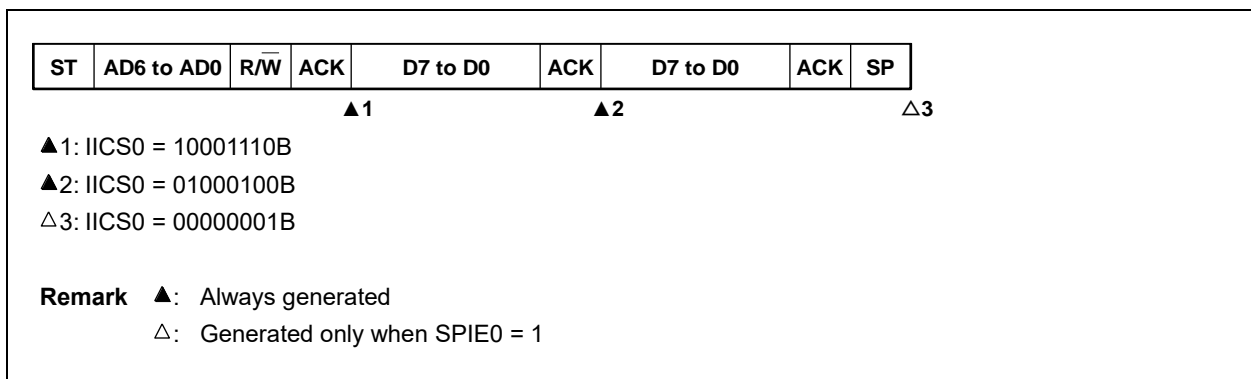 ST AD6 to AD0 R/W̅ ACK D7 to D0 ACK D7 to D0 ACK SP
▲1 ▲2 △3
▲1: IICS0 = 10001110B
▲2: IICS0 = 01000100B
△3: IICS0 = 00000001B
Remark ▲: Always generated
△: Generated only when SPIE0 = 1